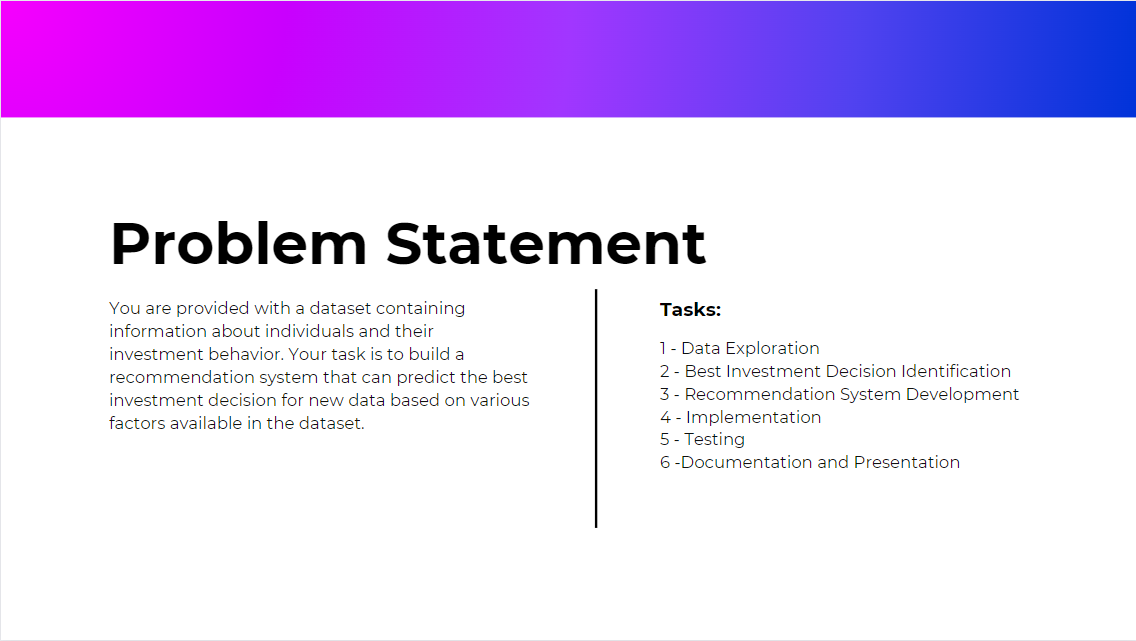 Problem Statement
You are provided with a dataset containing
information about individuals and their
investment behavior. Your task is to build a
recommendation system that can predict the best
investment decision for new data based on various
factors available in the dataset.
Tasks:
1 - Data Exploration
2 - Best Investment Decision Identification
3 - Recommendation System Development
4 - Implementation
5 - Testing
6 -Documentation and Presentation